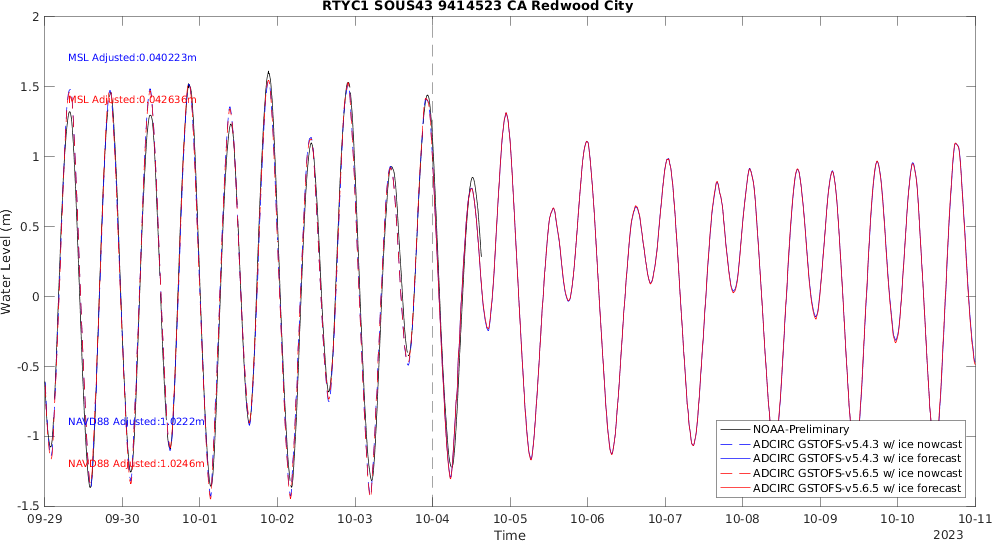 RTYC1 SOUS43 9414523 CA Redwood City
2
1.5
1
0.5
0
-0.5
-1
-1.5
Water Level (m)
MSL Adjusted:0.040223m
MSL Adjusted:0.042636m
NAVD88 Adjusted:1.0222m
NAVD88 Adjusted:1.0246m
NOAA-Preliminary
ADCIRC GSTOFS-v5.4.3 w/ ice nowcast
ADCIRC GSTOFS-v5.4.3 w/ ice forecast
ADCIRC GSTOFS-v5.6.5 w/ ice nowcast
ADCIRC GSTOFS-v5.6.5 w/ ice forecast
09-29 09-30 10-01 10-02 10-03 10-04 10-05 10-06 10-07 10-08 10-09 10-10 10-11
Time
2023